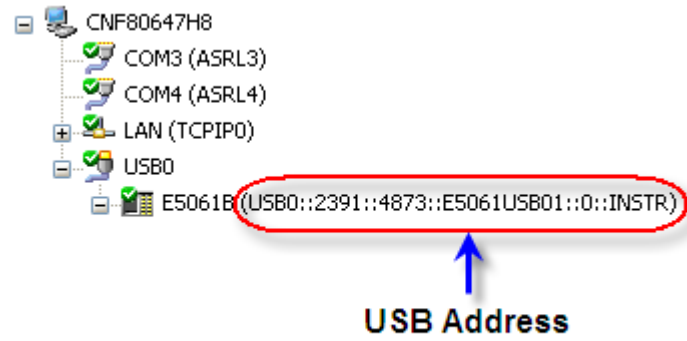 CNF80647H8
COM3 (ASRL3)
COM4 (ASRL4)
LAN (TCPIP0)
USB0
E5061B (USB0::2391::4873::E5061USB01::0::INSTR)
USB Address